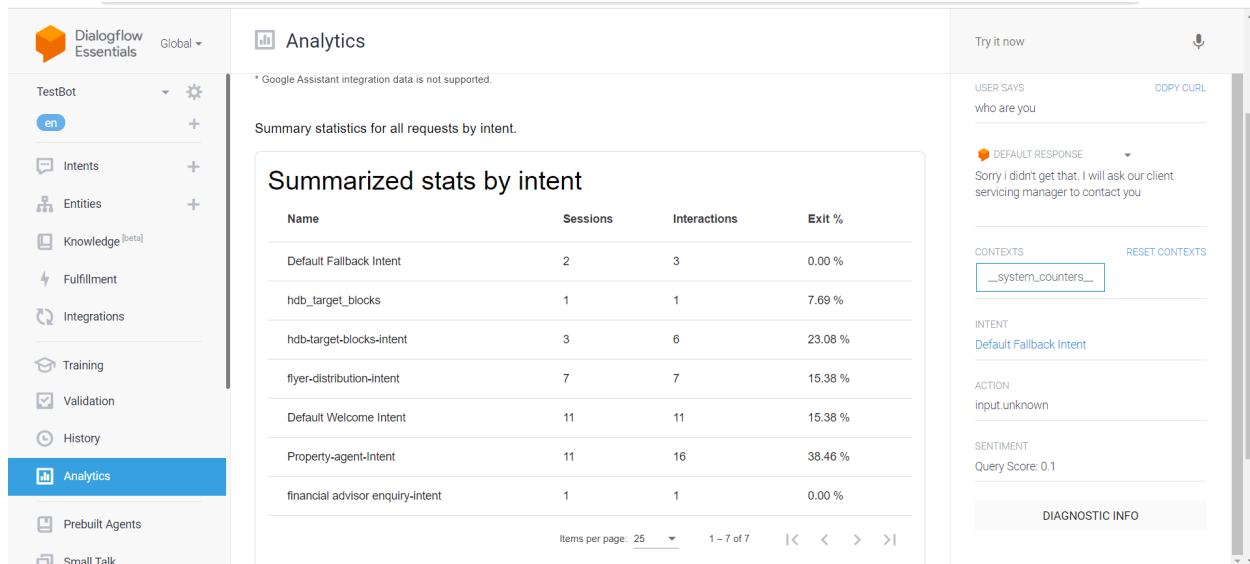 Dialogflow
Essentials
Global
TestBot
en
Intents
Entities
Knowledge [beta]
Fulfillment
Integrations
Training
Validation
History
Analytics
Prebuilt Agents
Small Talk
Analytics
* Google Assistant integration data is not supported.
Summary statistics for all requests by intent.
Summarized stats by intent
Name Sessions Interactions Exit %
Default Fallback Intent 2 3 0.00 %
hdb_target_blocks 1 1 7.69 %
hdb-target-blocks-intent 3 6 23.08 %
flyer-distribution-intent 7 7 15.38 %
Default Welcome Intent 11 11 15.38 %
Property-agent-Intent 11 16 38.46 %
financial advisor enquiry-intent 1 1 0.00 %
Items per page: 25 1 – 7 of 7
Try it now
USER SAYS COPY CURL
who are you
DEFAULT RESPONSE
Sorry i didn't get that. I will ask our client
servicing manager to contact you
CONTEXTS RESET CONTEXTS
__system_counters__
INTENT
Default Fallback Intent
ACTION
input.unknown
SENTIMENT
Query Score: 0.1
DIAGNOSTIC INFO